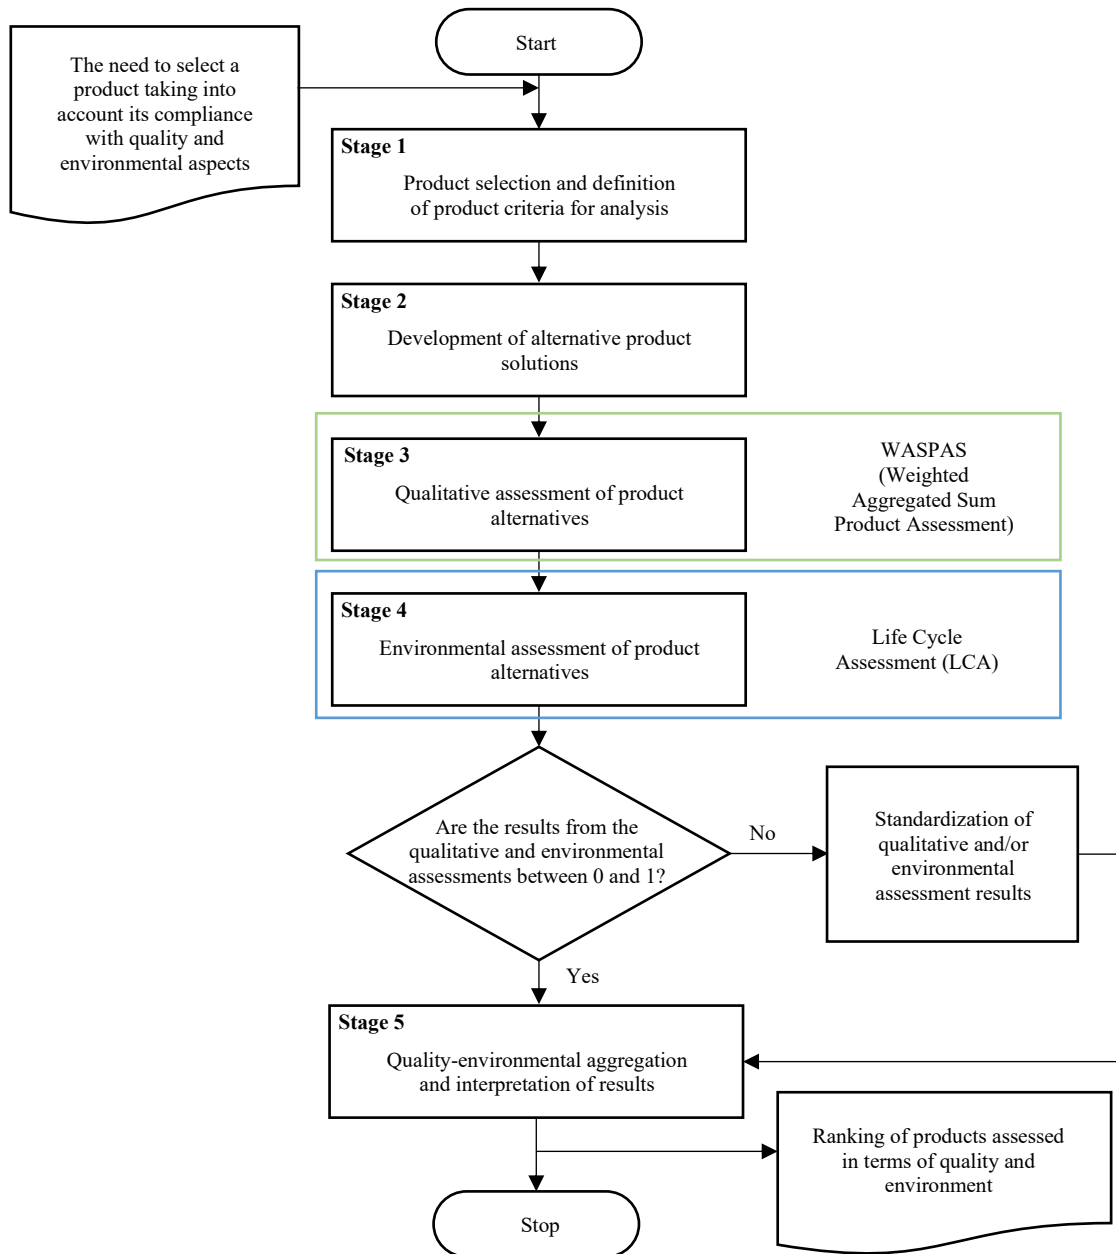 Start
The need to select a
product taking into
account its compliance
with quality and
environmental aspects
Stage 1
Product selection and definition
of product criteria for analysis
Stage 2
Development of alternative product
solutions
Stage 3
Qualitative assessment of product
alternatives
WASPAS
(Weighted
Aggregated Sum
Product Assessment)
Stage 4
Environmental assessment of product
alternatives
Life Cycle
Assessment (LCA)
Are the results from the
qualitative and environmental
assessments between 0 and 1?
No
Standardization of
qualitative and/or
environmental
assessment results
Yes
Stage 5
Quality-environmental aggregation
and interpretation of results
Ranking of products assessed
in terms of quality and
environment
Stop